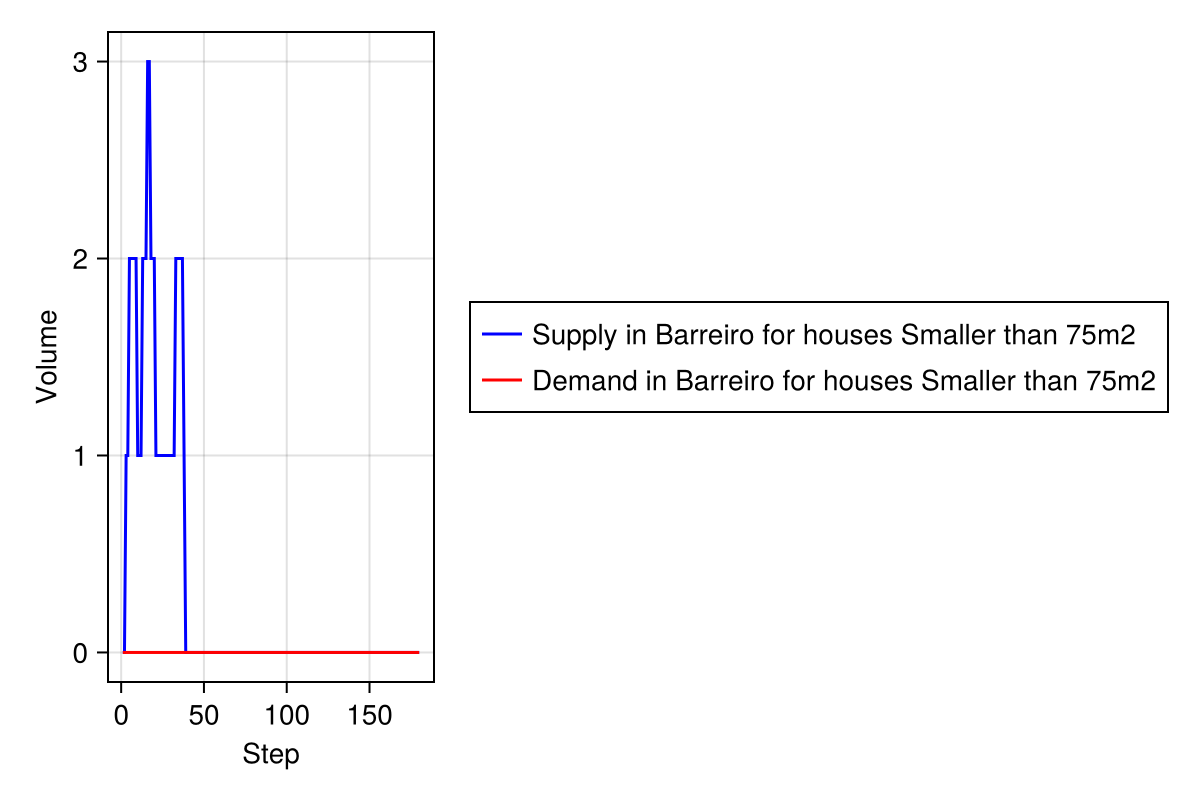 3
2
1
0
Volume
0 50 100 150
Step
Supply in Barreiro for houses Smaller than 75m2
Demand in Barreiro for houses Smaller than 75m2